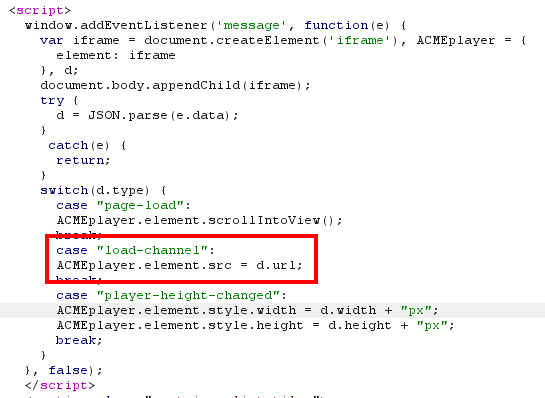 <script>
window.addEventListener('message', function(e) {
var iframe = document.createElement('iframe'), ACMEplayer = {
element: iframe
}, d;
document.body.appendChild(iframe);
try {
d = JSON.parse(e.data);
}
catch(e) {
return;
}
switch(d.type) {
case "page-load":
ACMEplayer.element.scrollIntoView();
break;
case "load-channel":
ACMEplayer.element.src = d.url;
break;
case "player-height-changed":
ACMEplayer.element.style.width = d.width + "px";
ACMEplayer.element.style.height = d.height + "px";
break;
}
}, false);
</script>